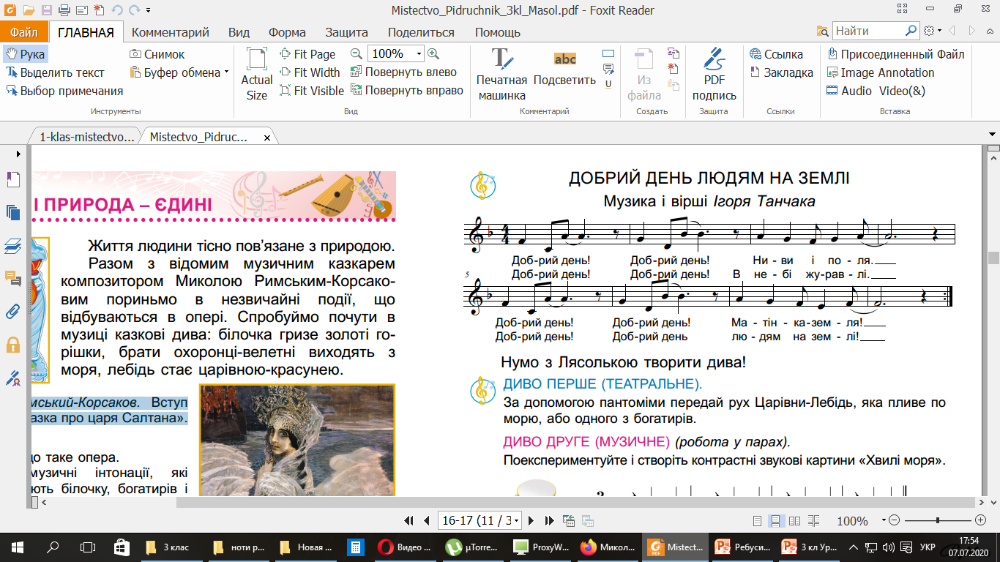 Mistectvo_Pidruchnik_3kl_Masol.pdf - Foxit Reader
Файл
ГЛАВНАЯ
Комментарий
Вид
Форма
Защита
Поделиться
Помощь
Найти
Рука
Выделить текст
Выбор примечания
Снимок
Буфер обмена
Инструменты
Actual
Size
Fit Page
Fit Width
Fit Visible
100%
Повернуть влево
Повернуть вправо
Вид
Печатная
машинка
Подсветить
Комментарий
Из
файла
Создать
PDF
подпись
Защита
Ссылка
Закладка
Ссылки
Присоединенный Файл
Image Annotation
Audio Video(&)
Вставка
1-klas-mistectvo...
Mistectvo_Pidruc...
І ПРИРОДА – ЄДИНІ
Життя людини тісно пов’язане з природою.
Разом з відомим музичним казкарем
композитором Миколою Римським-Корсако-
вим пориньмо в незвичайні події, що
відбуваються в опері. Спробуймо почути в
музиці казкові дива: білочка гризе золоті го-
рішки, брати охоронці-велетні виходять з
моря, лебідь стає царівною-красунею.
мський-Корсаков. Вступ
азка про царя Салтана».
що таке опера.
музичні інтонації, які
ють білочку, богатирів і
ДОБРИЙ ДЕНЬ ЛЮДЯМ НА ЗЕМЛІ
Музика і вірші Ігоря Танчака
4
4
Доб-рий день! Доб-рий день! Ни - ви і по - ля.
Доб-рий день! Доб-рий день! В не - бі жу-рав - лі.
5
Доб-рий день! Доб-рий день! Ма - тін - ка-зем - ля!
Доб-рий день! Доб-рий день лю - дям на зем - лі!
Нумо з Лясолькою творити дива!
ДИВО ПЕРШЕ (ТЕАТРАЛЬНЕ).
За допомогою пантоміми передай рух Царівни-Лебідь, яка пливе по
морю, або одного з богатирів.
ДИВО ДРУГЕ (МУЗИЧНЕ) (робота у парах).
Поекспериментуйте і створіть контрастні звукові картини «Хвилі моря».
16-17 (11 / 3
100%
3 клас
ноти р...
Новая ...
Видео ...
µTorre...
ProxyW...
Микол...
Mistect...
Ребуси...
3 кл Ур...
УКР
17:54
07.07.2020